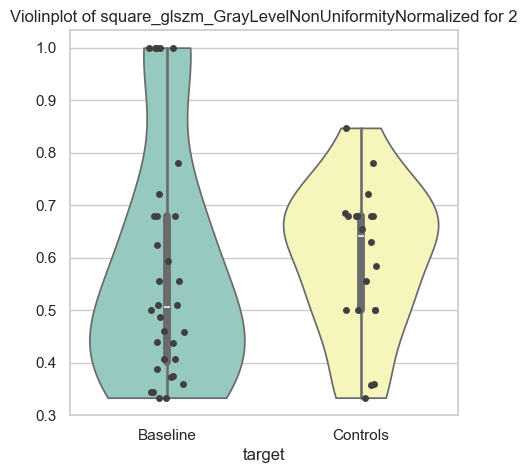 Violinplot of square_glszm_GrayLevelNonUniformityNormalized for 2
1.0
0.9
0.8
0.7
0.6
0.5
0.4
0.3
Baseline Controls
target